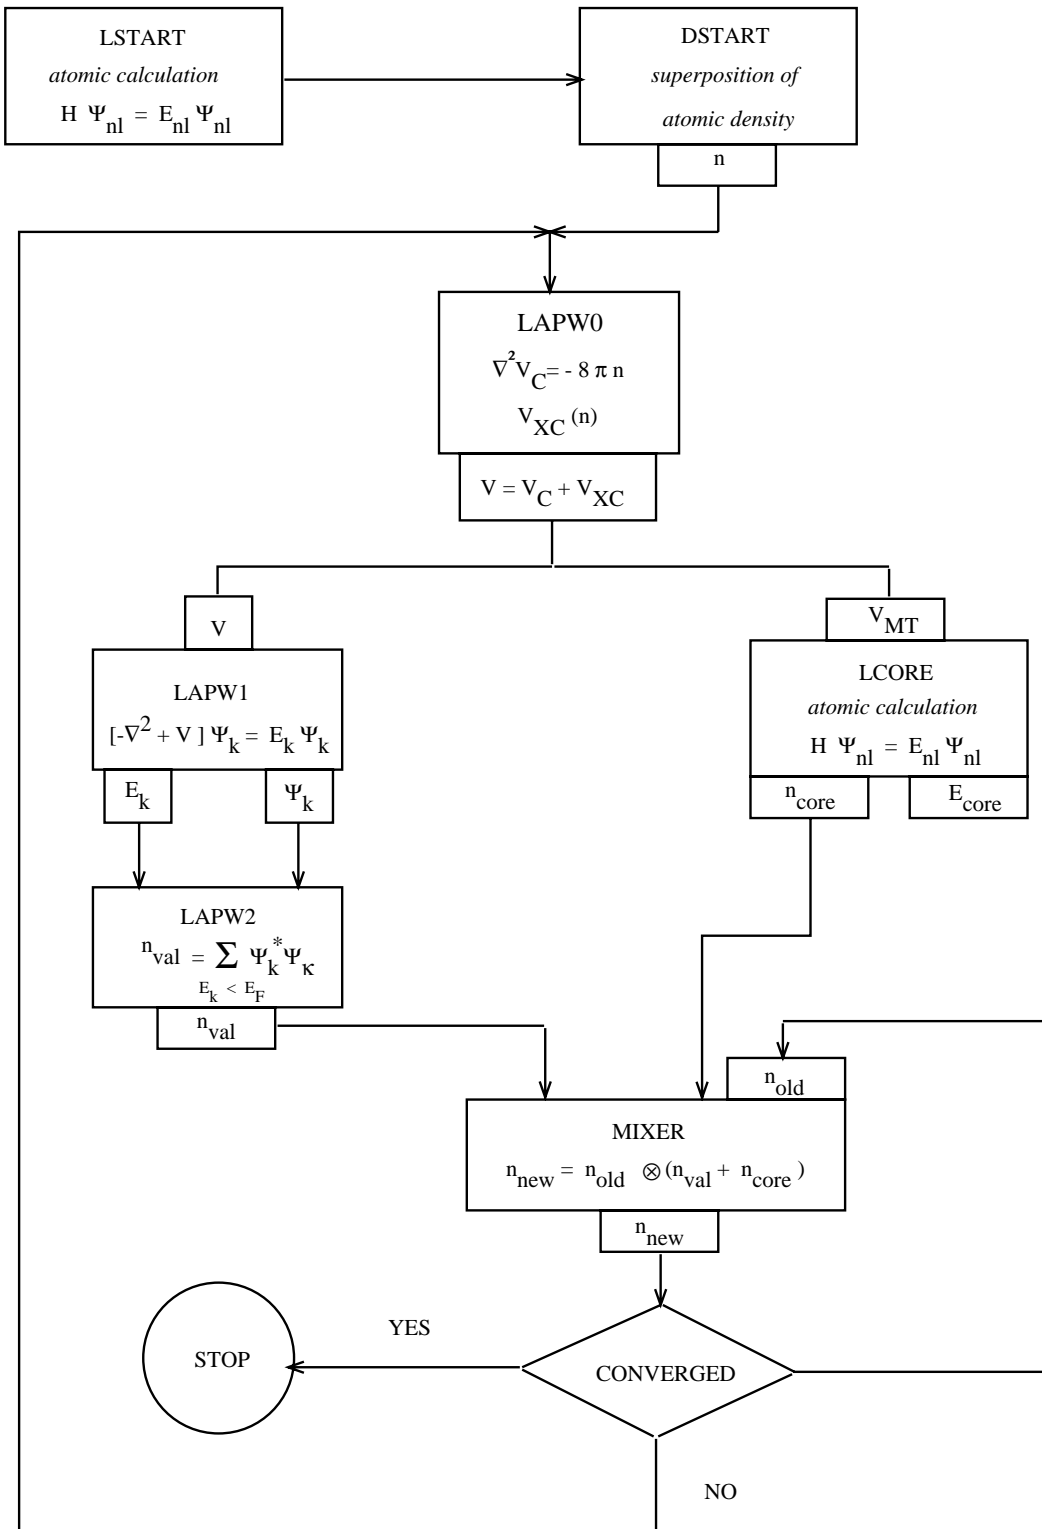 LSTART
atomic calculation
H Ψnl = Enl Ψnl
DSTART
superposition of
atomic density
n
LAPW0
∇²VC = - 8 π n
VXC (n)
V = VC + VXC
V
LAPW1
[-∇² + V ] Ψk = Ek Ψk
Ek
Ψk
VMT
LCORE
atomic calculation
H Ψnl = Enl Ψnl
ncore
Ecore
LAPW2
nval = Σ Ψk* Ψκ
Ek < EF
nval
nold
MIXER
nnew = nold ⊗ (nval + ncore )
nnew
YES
STOP
CONVERGED
NO